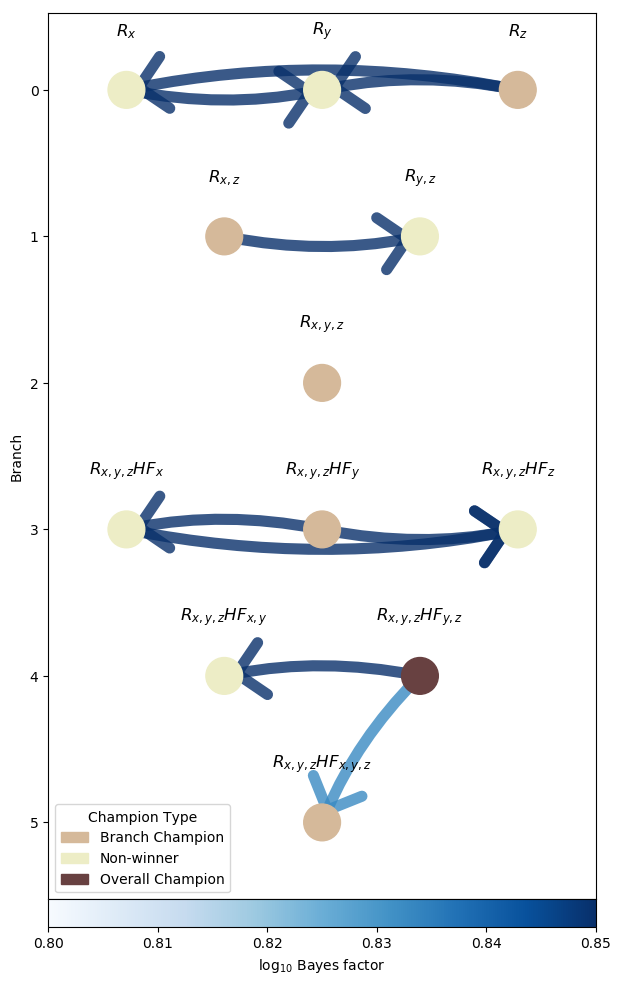 R_x R_y R_z
0
R_{x,z} R_{y,z}
1
R_{x,y,z}
2
R_{x,y,z}HF_x R_{x,y,z}HF_y R_{x,y,z}HF_z
3
R_{x,y,z}HF_{x,y} R_{x,y,z}HF_{y,z}
4
R_{x,y,z}HF_{x,y,z}
5
Branch
Champion Type
Branch Champion
Non-winner
Overall Champion
0.80 0.81 0.82 0.83 0.84 0.85
log_{10} Bayes factor